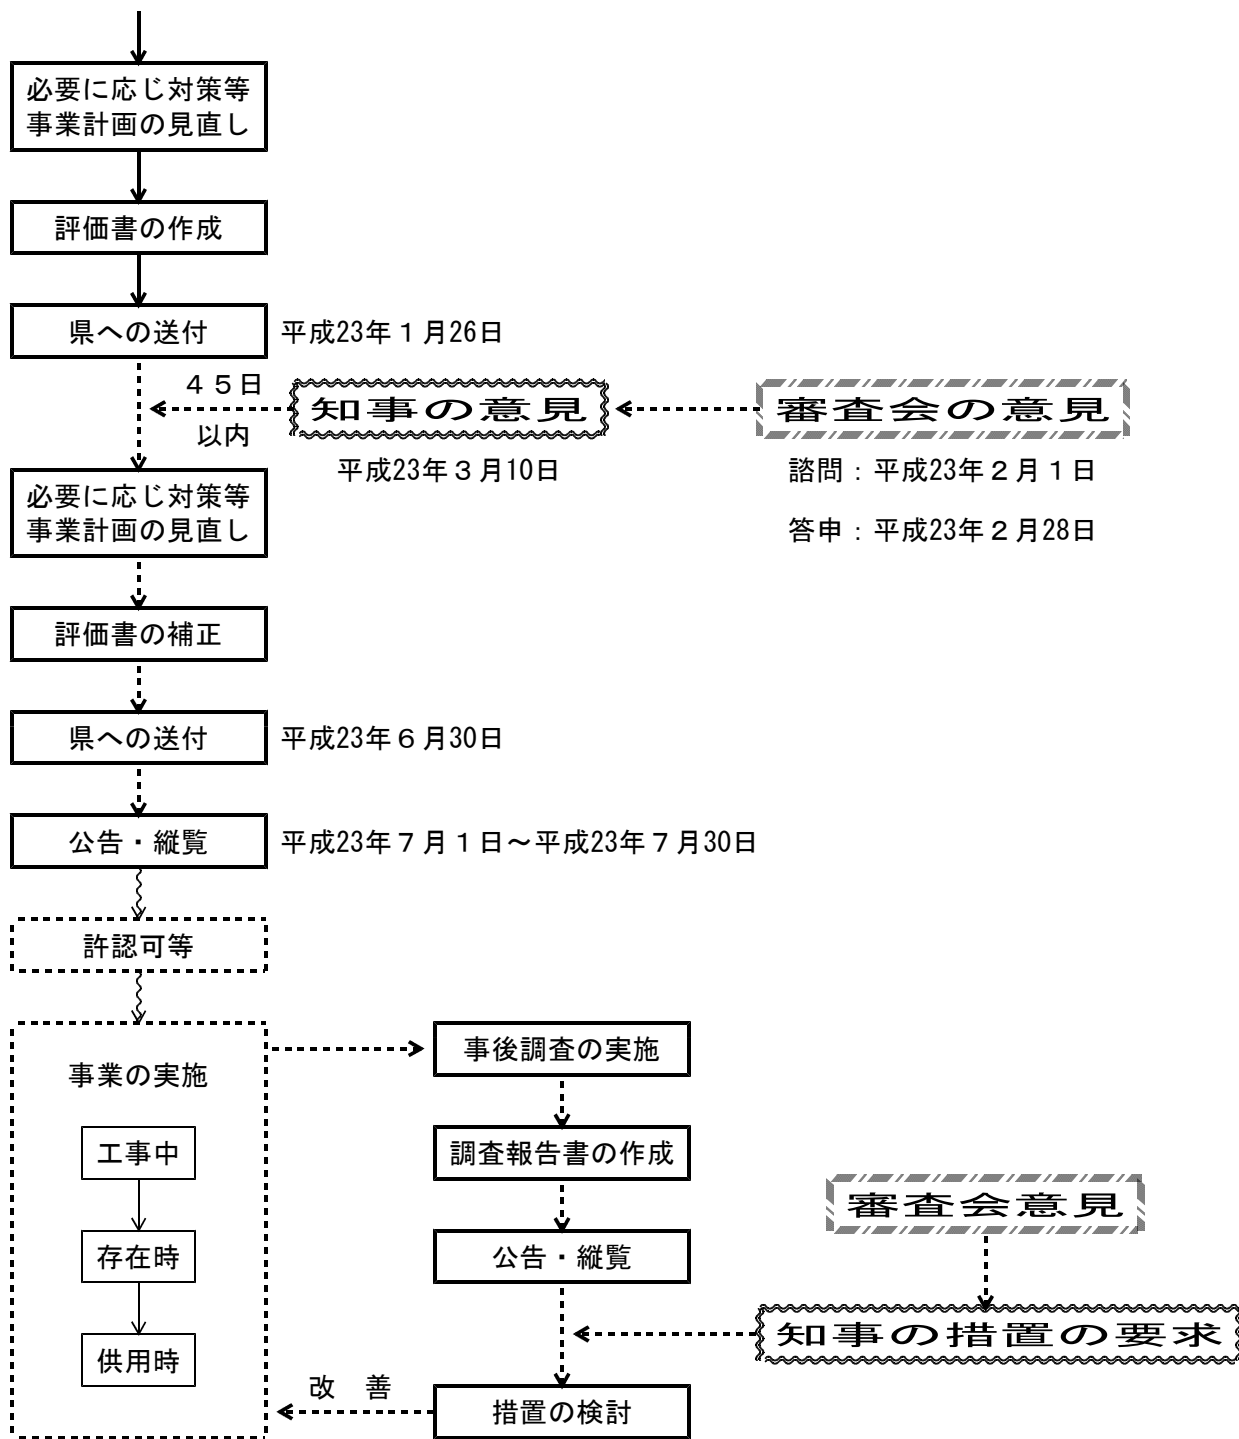 必要に応じ対策等
事業計画の見直し
評価書の作成
県への送付
平成23年１月26日
４５日
以内
知事の意見
審査会の意見
平成23年３月10日
諮問：平成23年２月１日
答申：平成23年２月28日
必要に応じ対策等
事業計画の見直し
評価書の補正
県への送付
平成23年６月30日
公告・縦覧
平成23年７月１日～平成23年７月30日
許認可等
事業の実施
工事中
存在時
供用時
事後調査の実施
調査報告書の作成
公告・縦覧
審査会意見
知事の措置の要求
改　善
措置の検討